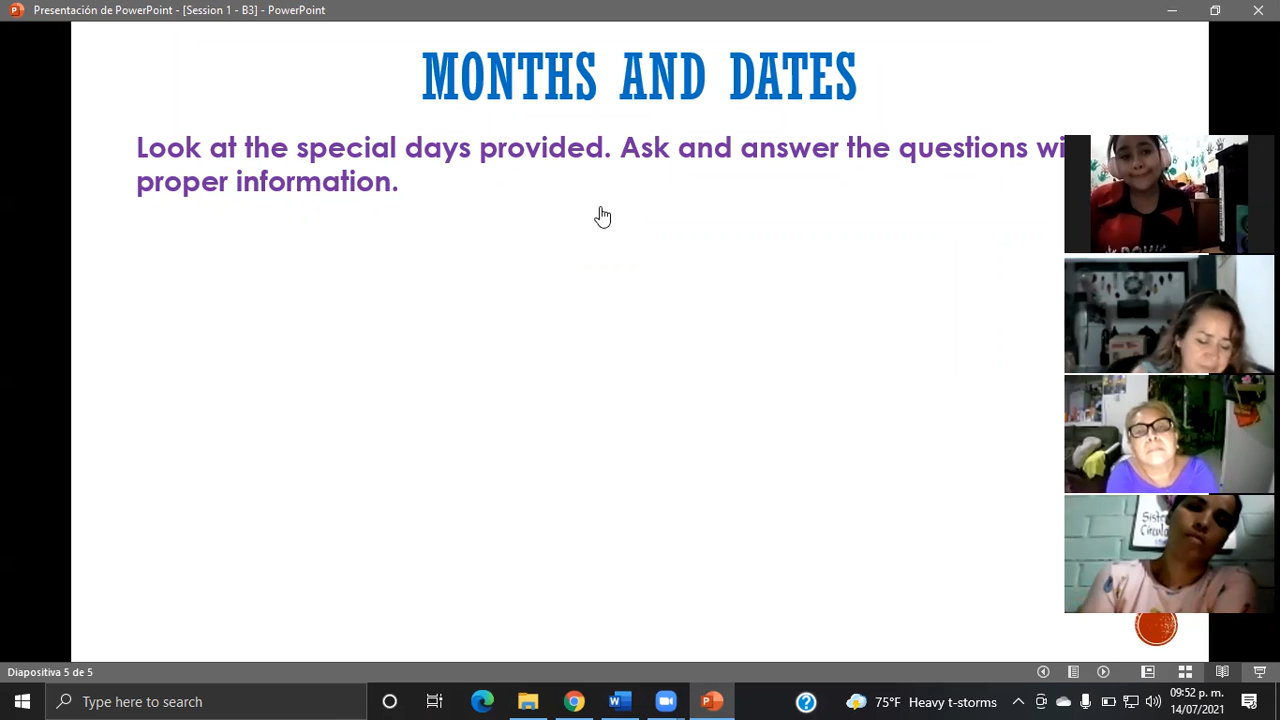 Presentación de PowerPoint - [Session 1 - B3] - PowerPoint
MONTHS AND DATES
Look at the special days provided. Ask and answer the questions wi
proper information.
Siste
Circula
Diapositiva 5 de 5
Type here to search
75°F Heavy t-storms
09:52 p. m.
14/07/2021